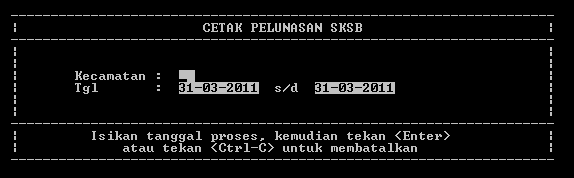 CETAK PELUNASAN SKSB
Kecamatan :
Tgl : 31-03-2011 s/d 31-03-2011
Isikan tanggal proses, kemudian tekan <Enter>
atau tekan <Ctrl-C> untuk membatalkan